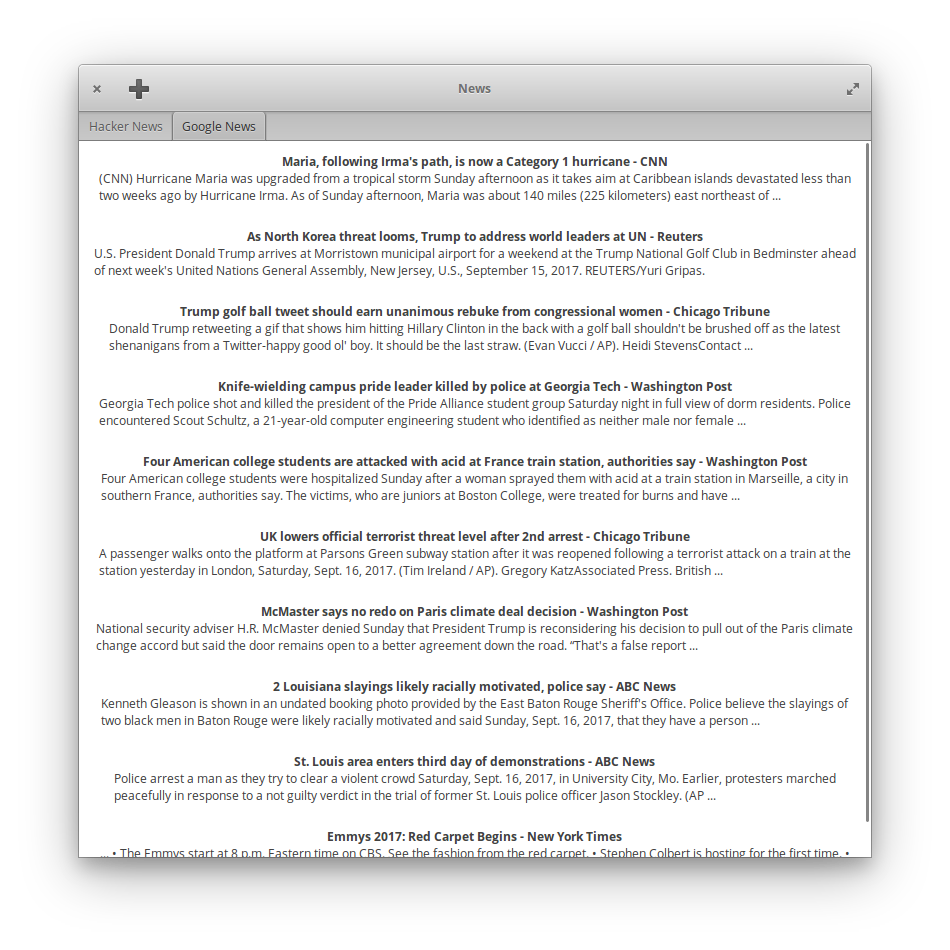 News
Hacker News
Google News
Maria, following Irma's path, is now a Category 1 hurricane - CNN
(CNN) Hurricane Maria was upgraded from a tropical storm Sunday afternoon as it takes aim at Caribbean islands devastated less than
two weeks ago by Hurricane Irma. As of Sunday afternoon, Maria was about 140 miles (225 kilometers) east northeast of ...
As North Korea threat looms, Trump to address world leaders at UN - Reuters
U.S. President Donald Trump arrives at Morristown municipal airport for a weekend at the Trump National Golf Club in Bedminster ahead
of next week's United Nations General Assembly, New Jersey, U.S., September 15, 2017. REUTERS/Yuri Gripas.
Trump golf ball tweet should earn unanimous rebuke from congressional women - Chicago Tribune
Donald Trump retweeting a gif that shows him hitting Hillary Clinton in the back with a golf ball shouldn't be brushed off as the latest
shenanigans from a Twitter-happy good ol' boy. It should be the last straw. (Evan Vucci / AP). Heidi StevensContact ...
Knife-wielding campus pride leader killed by police at Georgia Tech - Washington Post
Georgia Tech police shot and killed the president of the Pride Alliance student group Saturday night in full view of dorm residents. Police
encountered Scout Schultz, a 21-year-old computer engineering student who identified as neither male nor female ...
Four American college students are attacked with acid at France train station, authorities say - Washington Post
Four American college students were hospitalized Sunday after a woman sprayed them with acid at a train station in Marseille, a city in
southern France, authorities say. The victims, who are juniors at Boston College, were treated for burns and have ...
UK lowers official terrorist threat level after 2nd arrest - Chicago Tribune
A passenger walks onto the platform at Parsons Green subway station after it was reopened following a terrorist attack on a train at the
station yesterday in London, Saturday, Sept. 16, 2017. (Tim Ireland / AP). Gregory KatzAssociated Press. British ...
McMaster says no redo on Paris climate deal decision - Washington Post
National security adviser H.R. McMaster denied Sunday that President Trump is reconsidering his decision to pull out of the Paris climate
change accord but said the door remains open to a better agreement down the road. “That's a false report ...
2 Louisiana slayings likely racially motivated, police say - ABC News
Kenneth Gleason is shown in an undated booking photo provided by the East Baton Rouge Sheriff's Office. Police believe the slayings of
two black men in Baton Rouge were likely racially motivated and said Sunday, Sept. 16, 2017, that they have a person ...
St. Louis area enters third day of demonstrations - ABC News
Police arrest a man as they try to clear a violent crowd Saturday, Sept. 16, 2017, in University City, Mo. Earlier, protesters marched
peacefully in response to a not guilty verdict in the trial of former St. Louis police officer Jason Stockley. (AP ...
Emmys 2017: Red Carpet Begins - New York Times
... • The Emmys start at 8 p.m. Eastern time on CBS. See the fashion from the red carpet. • Stephen Colbert is hosting for the first time. •